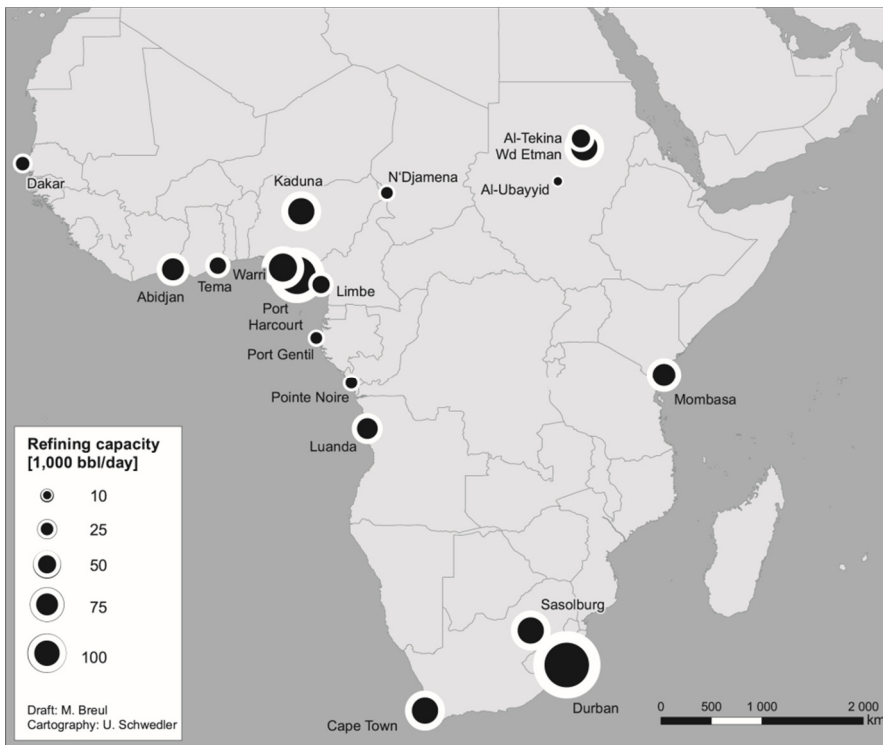 Al-Tekina
Wd Etman
Dakar
Kaduna
N'Djamena
Al-Ubayyid
Abidjan
Tema
Warri
Limbe
Port
Harcourt
Port Gentil
Pointe Noire
Mombasa
Luanda
Refining capacity
[1,000 bbl/day]
10
25
50
75
100
Draft: M. Breul
Cartography: U. Schwedler
Sasolburg
Durban
Cape Town
0 500 1 000 2 000
km